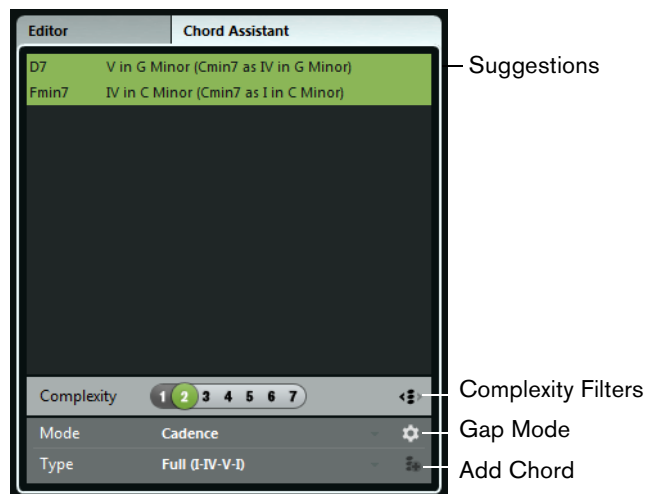 Editor Chord Assistant
D7 V in G Minor (Cmin7 as IV in G Minor) Suggestions
Fmin7 IV in C Minor (Cmin7 as I in C Minor)
Complexity 1 2 3 4 5 6 7 Complexity Filters
Mode Cadence Gap Mode
Type Full (I-IV-V-I) Add Chord